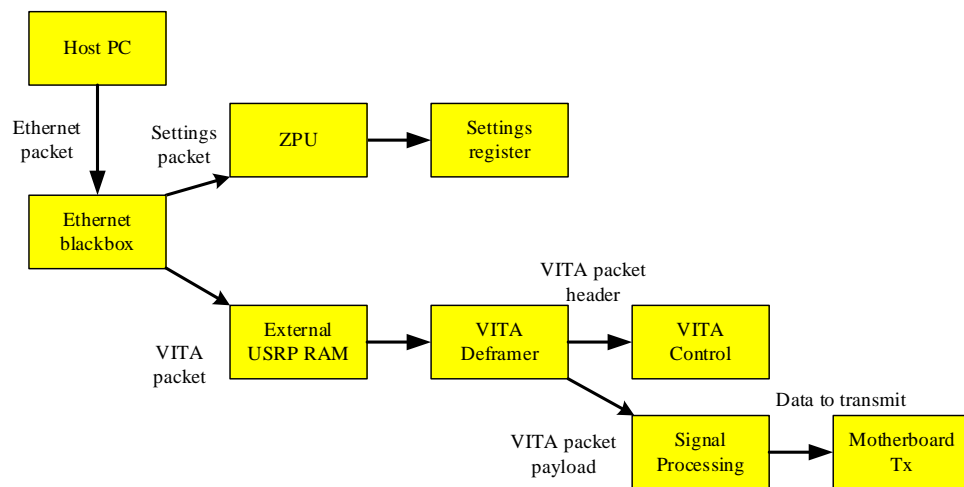 Host PC
Ethernet
packet
Settings
packet
ZPU
Settings
register
Ethernet
blackbox
VITA packet
header
VITA
packet
External
USRP RAM
VITA
Deframer
VITA
Control
Data to transmit
VITA packet
payload
Signal
Processing
Motherboard
Tx